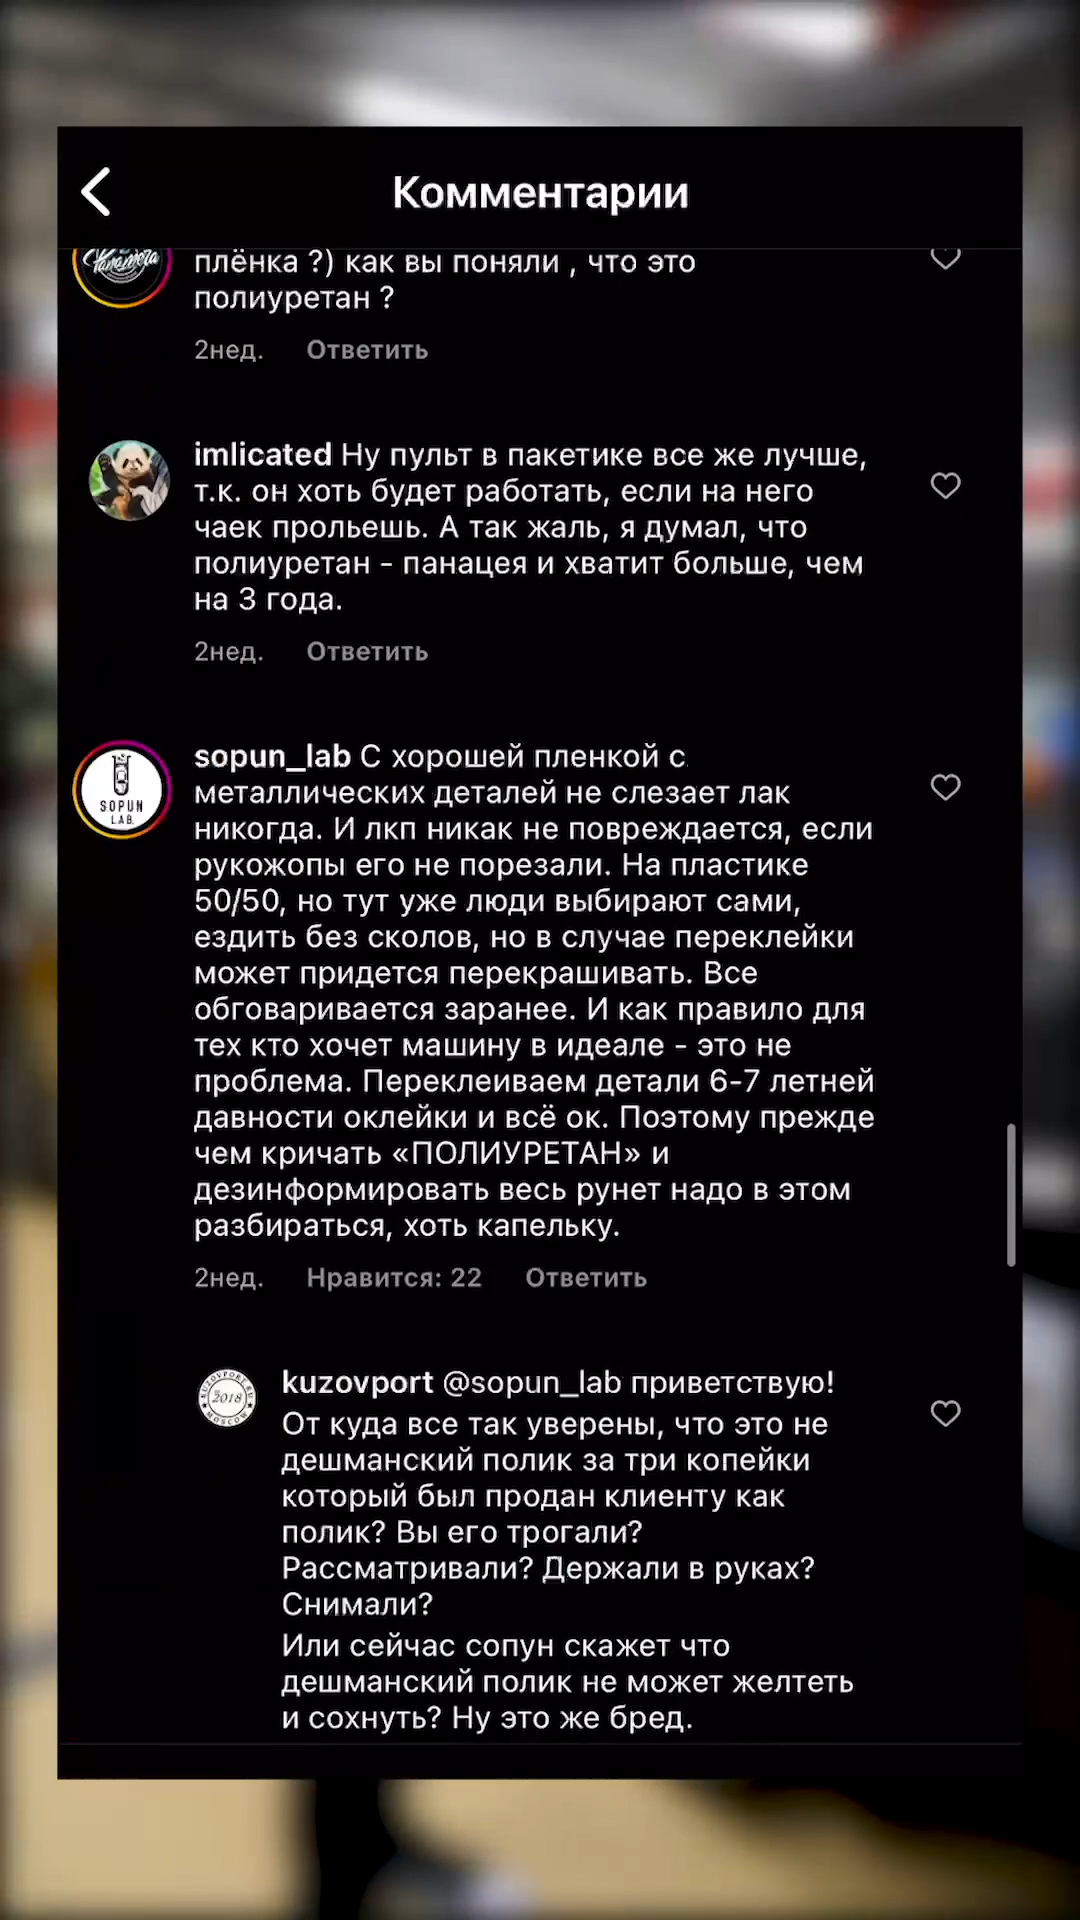 Комментарии
Panamera
плёнка ?) как вы поняли , что это
полиуретан ?
2нед. Ответить
imlicated Ну пульт в пакетике все же лучше,
т.к. он хоть будет работать, если на него
чаек прольешь. А так жаль, я думал, что
полиуретан - панацея и хватит больше, чем
на 3 года.
2нед. Ответить
SOPUN
LAB.
sopun_lab С хорошей пленкой с
металлических деталей не слезает лак
никогда. И лкп никак не повреждается, если
рукожопы его не порезали. На пластике
50/50, но тут уже люди выбирают сами,
ездить без сколов, но в случае переклейки
может придется перекрашивать. Все
обговаривается заранее. И как правило для
тех кто хочет машину в идеале - это не
проблема. Переклеиваем детали 6-7 летней
давности оклейки и всё ок. Поэтому прежде
чем кричать «ПОЛИУРЕТАН» и
дезинформировать весь рунет надо в этом
разбираться, хоть капельку.
2нед. Нравится: 22 Ответить
KUZOVPORT.RU
2018
MOSCOW
kuzovport @sopun_lab приветствую!
От куда все так уверены, что это не
дешманский полик за три копейки
который был продан клиенту как
полик? Вы его трогали?
Рассматривали? Держали в руках?
Снимали?
Или сейчас сопун скажет что
дешманский полик не может желтеть
и сохнуть? Ну это же бред.